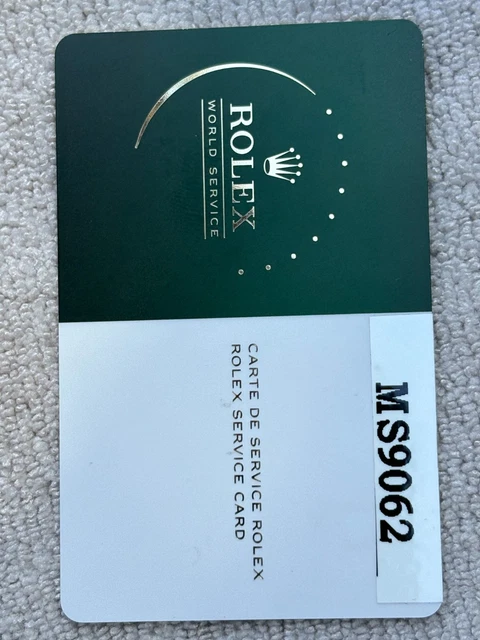 ROLEX
WORLD SERVICE
MS9062
CARTE DE SERVICE ROLEX
ROLEX SERVICE CARD